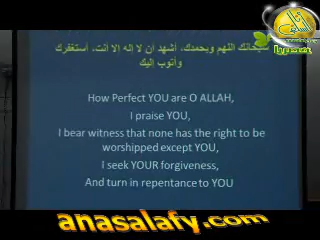 سبحانك اللهم وبحمدك، أشهد ان لا إله إلا أنت، أستغفرك
وأتوب إليك
How Perfect YOU are O ALLAH,
I praise YOU,
I bear witness that none has the right to be
worshipped except YOU,
I seek YOUR forgiveness,
And turn in repentance to YOU
anasalafy.com